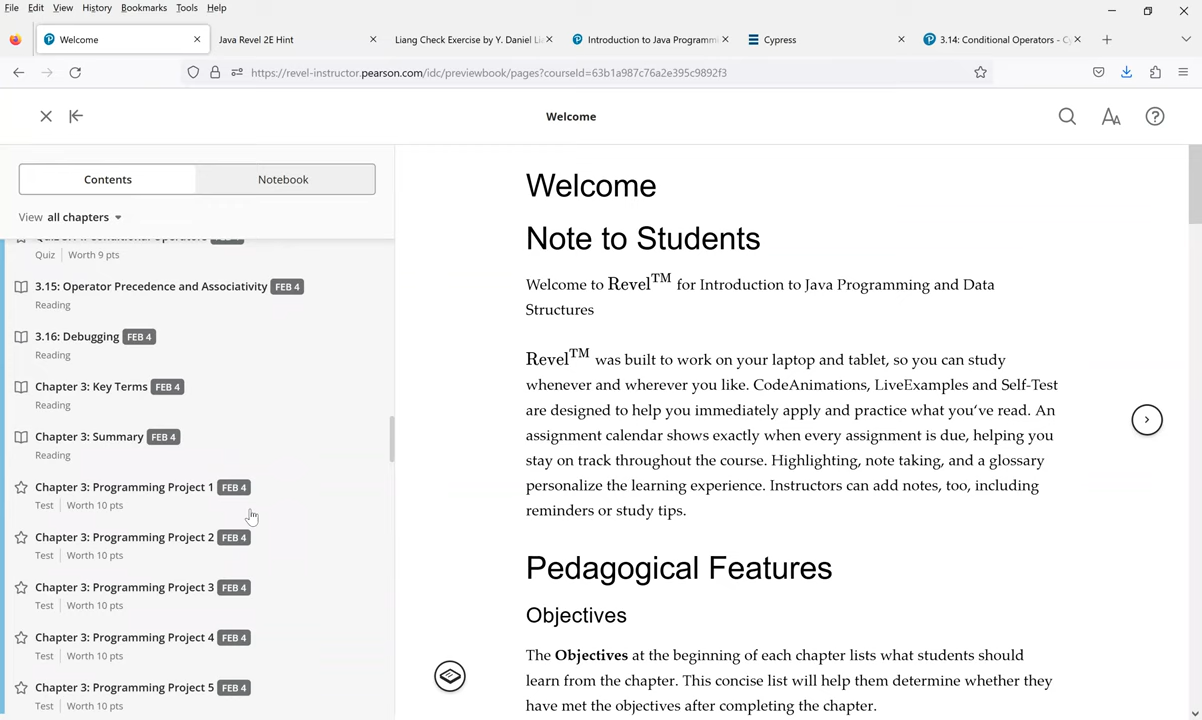 File Edit View History Bookmarks Tools Help
Welcome
Java Revel 2E Hint
Liang Check Exercise by Y. Daniel Li
Introduction to Java Programm
Cypress
3.14: Conditional Operators - Cy
https://revel-instructor.pearson.com/idc/previewbook/pages?courseId=63b1a987c76a2e395c9892f3
Welcome
Contents
Notebook
View all chapters
Quiz Worth 9 pts
3.15: Operator Precedence and Associativity FEB 4
Reading
3.16: Debugging FEB 4
Reading
Chapter 3: Key Terms FEB 4
Reading
Chapter 3: Summary FEB 4
Reading
Chapter 3: Programming Project 1 FEB 4
Test Worth 10 pts
Chapter 3: Programming Project 2 FEB 4
Test Worth 10 pts
Chapter 3: Programming Project 3 FEB 4
Test Worth 10 pts
Chapter 3: Programming Project 4 FEB 4
Test Worth 10 pts
Chapter 3: Programming Project 5 FEB 4
Test Worth 10 pts
Welcome
Note to Students
Welcome to Revel™ for Introduction to Java Programming and Data
Structures
Revel™ was built to work on your laptop and tablet, so you can study
whenever and wherever you like. CodeAnimations, LiveExamples and Self-Test
are designed to help you immediately apply and practice what you've read. An
assignment calendar shows exactly when every assignment is due, helping you
stay on track throughout the course. Highlighting, note taking, and a glossary
personalize the learning experience. Instructors can add notes, too, including
reminders or study tips.
Pedagogical Features
Objectives
The Objectives at the beginning of each chapter lists what students should
learn from the chapter. This concise list will help them determine whether they
have met the objectives after completing the chapter.